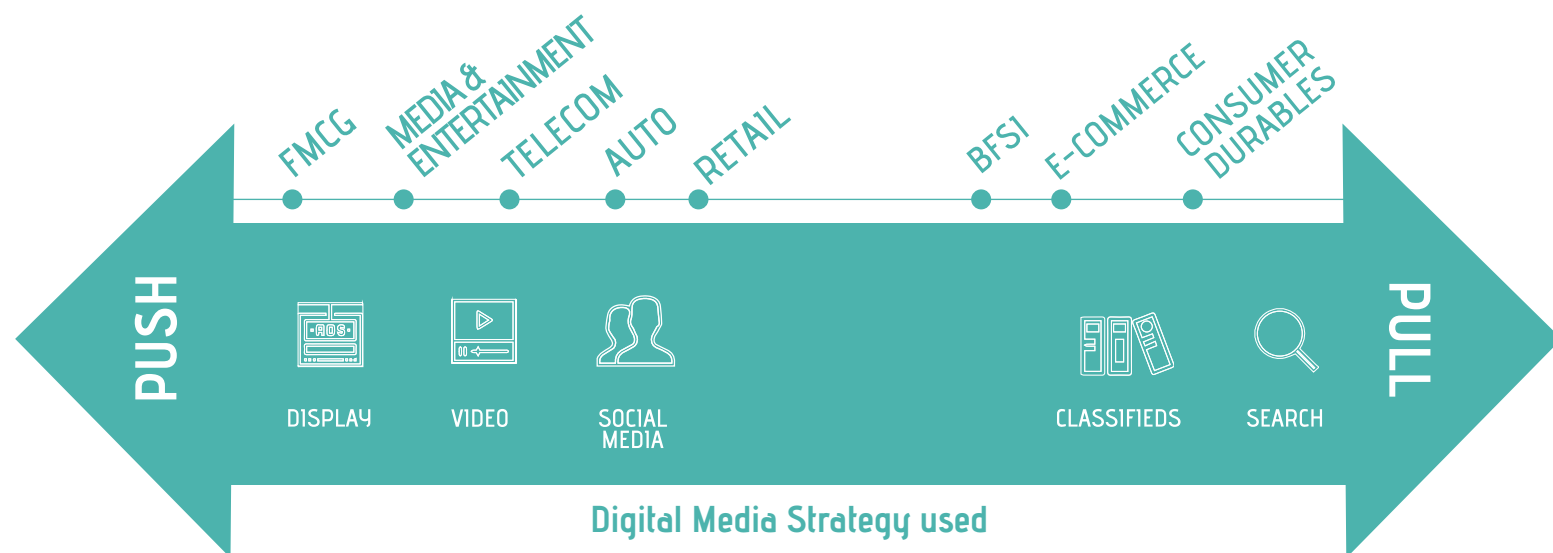 FMCG
MEDIA &
ENTERTAINMENT
TELECOM
AUTO
RETAIL
BFSI
E-COMMERCE
CONSUMER
DURABLES
PUSH
PULL
ADS
DISPLAY
VIDEO
SOCIAL
MEDIA
CLASSIFIEDS
SEARCH
Digital Media Strategy used